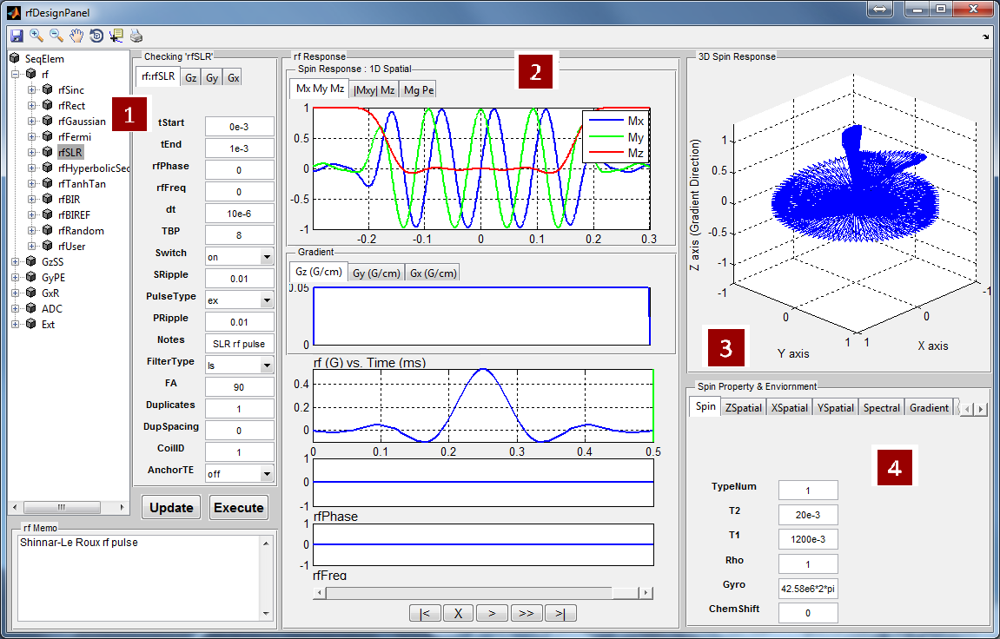 rfDesignPanel
SeqElem
rf
rfSinc
rfRect
rfGaussian
rfFermi
rfSLR
rfHyperbolicSec
rfTanhTan
rfBIR
rfBIREF
rfRandom
rfUser
GzSS
GyPE
GxR
ADC
Ext
1
Checking 'rfSLR'
rf:rfSLR Gz Gy Gx
tStart 0e-3
tEnd 1e-3
rfPhase 0
rfFreq 0
dt 10e-6
TBP 8
Switch on
SRipple 0.01
PulseType ex
PRipple 0.01
Notes SLR rf pulse
FilterType ls
FA 90
Duplicates 1
DupSpacing 0
CoilID 1
AnchorTE off
Update Execute
rf Memo
Shinnar-Le Roux rf pulse
rf Response
Spin Response : 1D Spatial
2
Mx My Mz |Mxy| Mz Mg Pe
1
0.5
0
-0.5
-1
Mx
My
Mz
-0.2 -0.1 0 0.1 0.2 0.3
Gradient
Gz (G/cm) Gy (G/cm) Gx (G/cm)
0.05
0
rf (G) vs. Time (ms)
0.4
0.2
0
0 0.1 0.2 0.3 0.4 0.5
1
0
-1
rfPhase
1
0
-1
rfFreq
|< X > >> >|
3D Spin Response
Z axis (Gradient Direction)
1
0.5
0
-0.5
-1
-1 0 1
1 0 -1
Y axis
X axis
3
Spin Property & Enviornment
Spin ZSpatial XSpatial YSpatial Spectral Gradient
4
TypeNum 1
T2 20e-3
T1 1200e-3
Rho 1
Gyro 42.58e6*2*pi
ChemShift 0